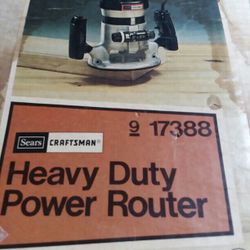 9 17388
Sears CRAFTSMAN®
Heavy Duty
Power Router